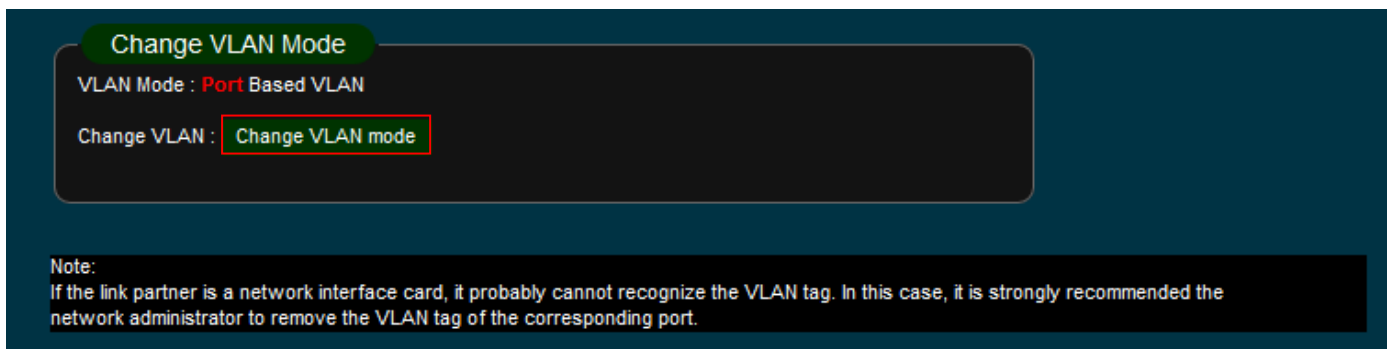 Change VLAN Mode
VLAN Mode : Port Based VLAN
Change VLAN : Change VLAN mode
Note:
If the link partner is a network interface card, it probably cannot recognize the VLAN tag. In this case, it is strongly recommended the
network administrator to remove the VLAN tag of the corresponding port.